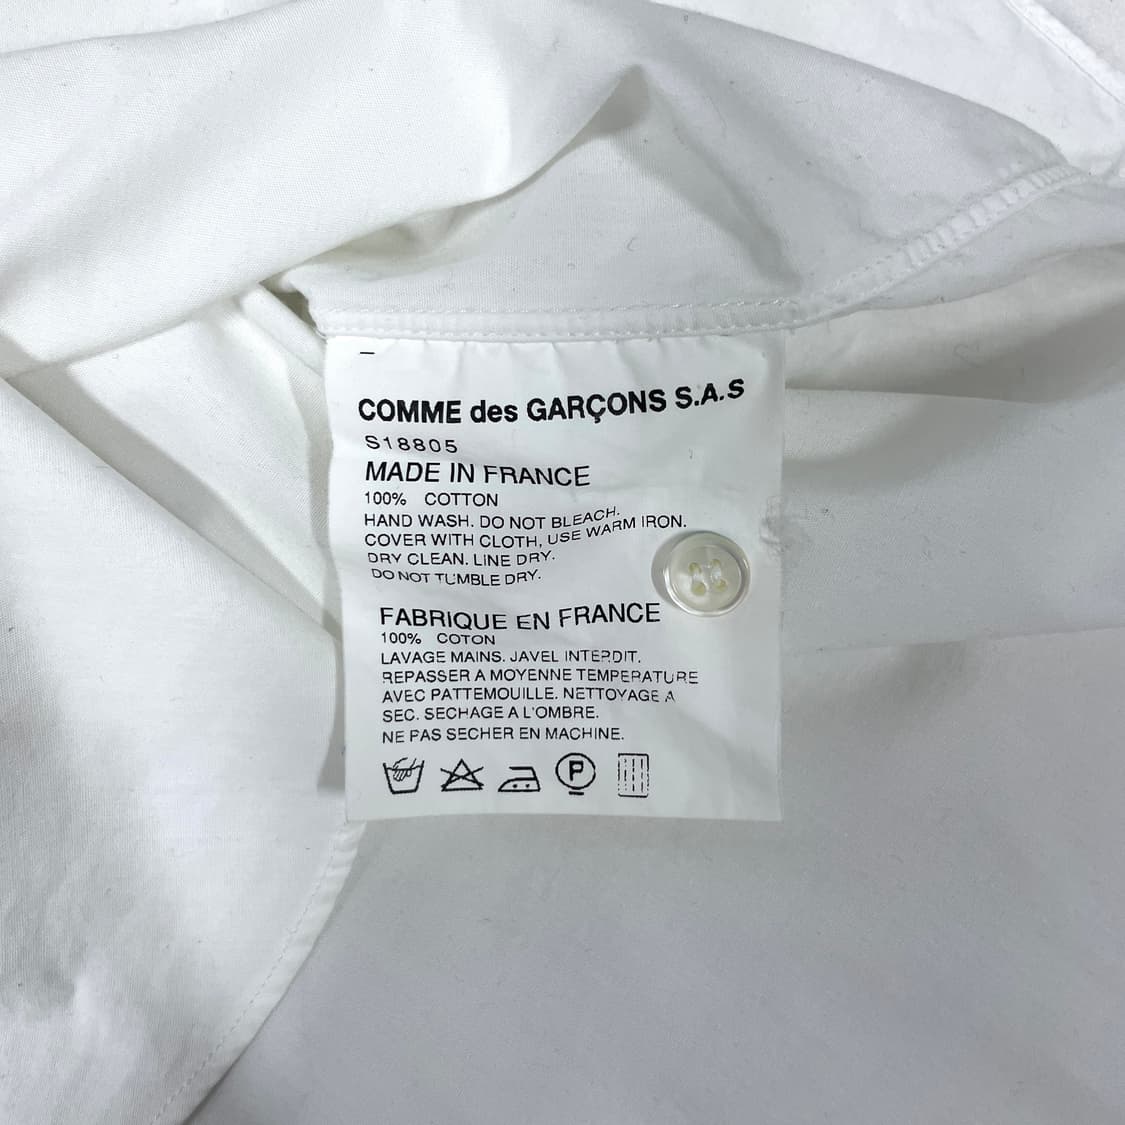 COMME des GARÇONS S.A.S
S18805
MADE IN FRANCE
100% COTTON
HAND WASH. DO NOT BLEACH.
COVER WITH CLOTH, USE WARM IRON.
DRY CLEAN. LINE DRY.
DO NOT TUMBLE DRY.
FABRIQUE EN FRANCE
100% COTON
LAVAGE MAINS. JAVEL INTERDIT.
REPASSER A MOYENNE TEMPERATURE
AVEC PATTEMOUILLE. NETTOYAGE A
SEC. SECHAGE A L'OMBRE.
NE PAS SECHER EN MACHINE.
P